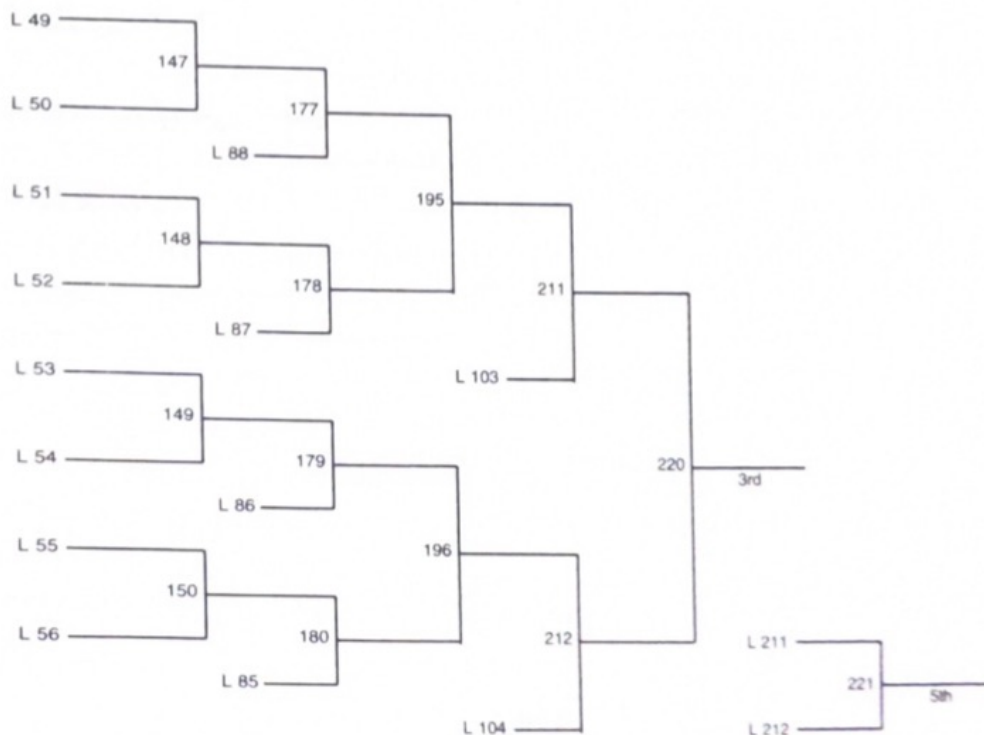 L 49
147
L 50
177
L 88
L 51
195
148
L 52
178
211
L 87
L 53
L 103
149
L 54
179
220
3rd
L 86
L 55
196
150
L 56
180
212
L 211
L 85
221
5th
L 104
L 212